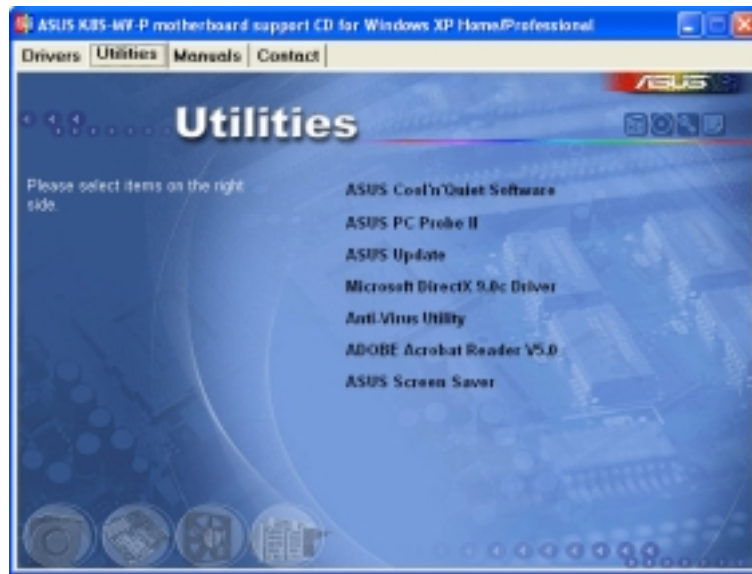 ASUS K8S-MV-P motherboard support CD for Windows XP Home/Professional
Drivers Utilities Manuals Contact
ASUS
Utilities
Please select items on the right
side.
ASUS Cool'n'Quiet Software
ASUS PC Probe II
ASUS Update
Microsoft DirectX 9.0c Driver
Anti-Virus Utility
ADOBE Acrobat Reader V5.0
ASUS Screen Saver